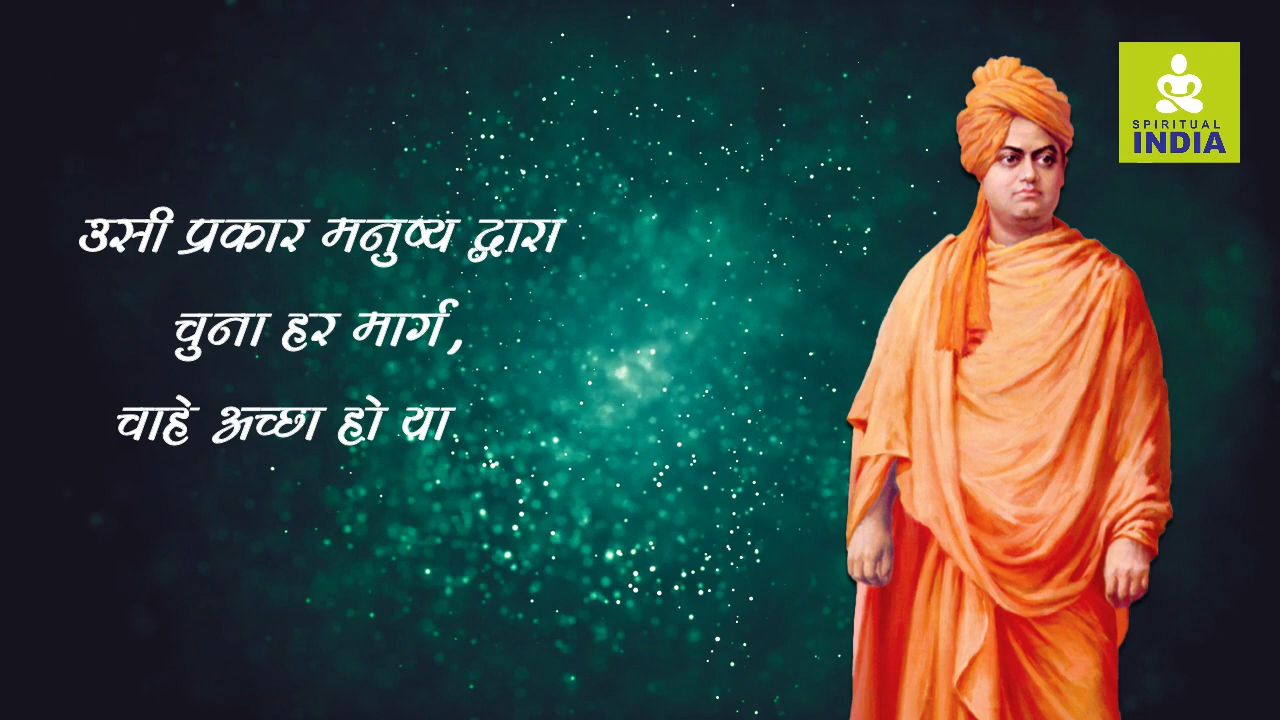 SPIRITUAL
INDIA
उसी प्रकार मनुष्य द्वारा
चुना हर मार्ग,
चाहे अच्छा हो या